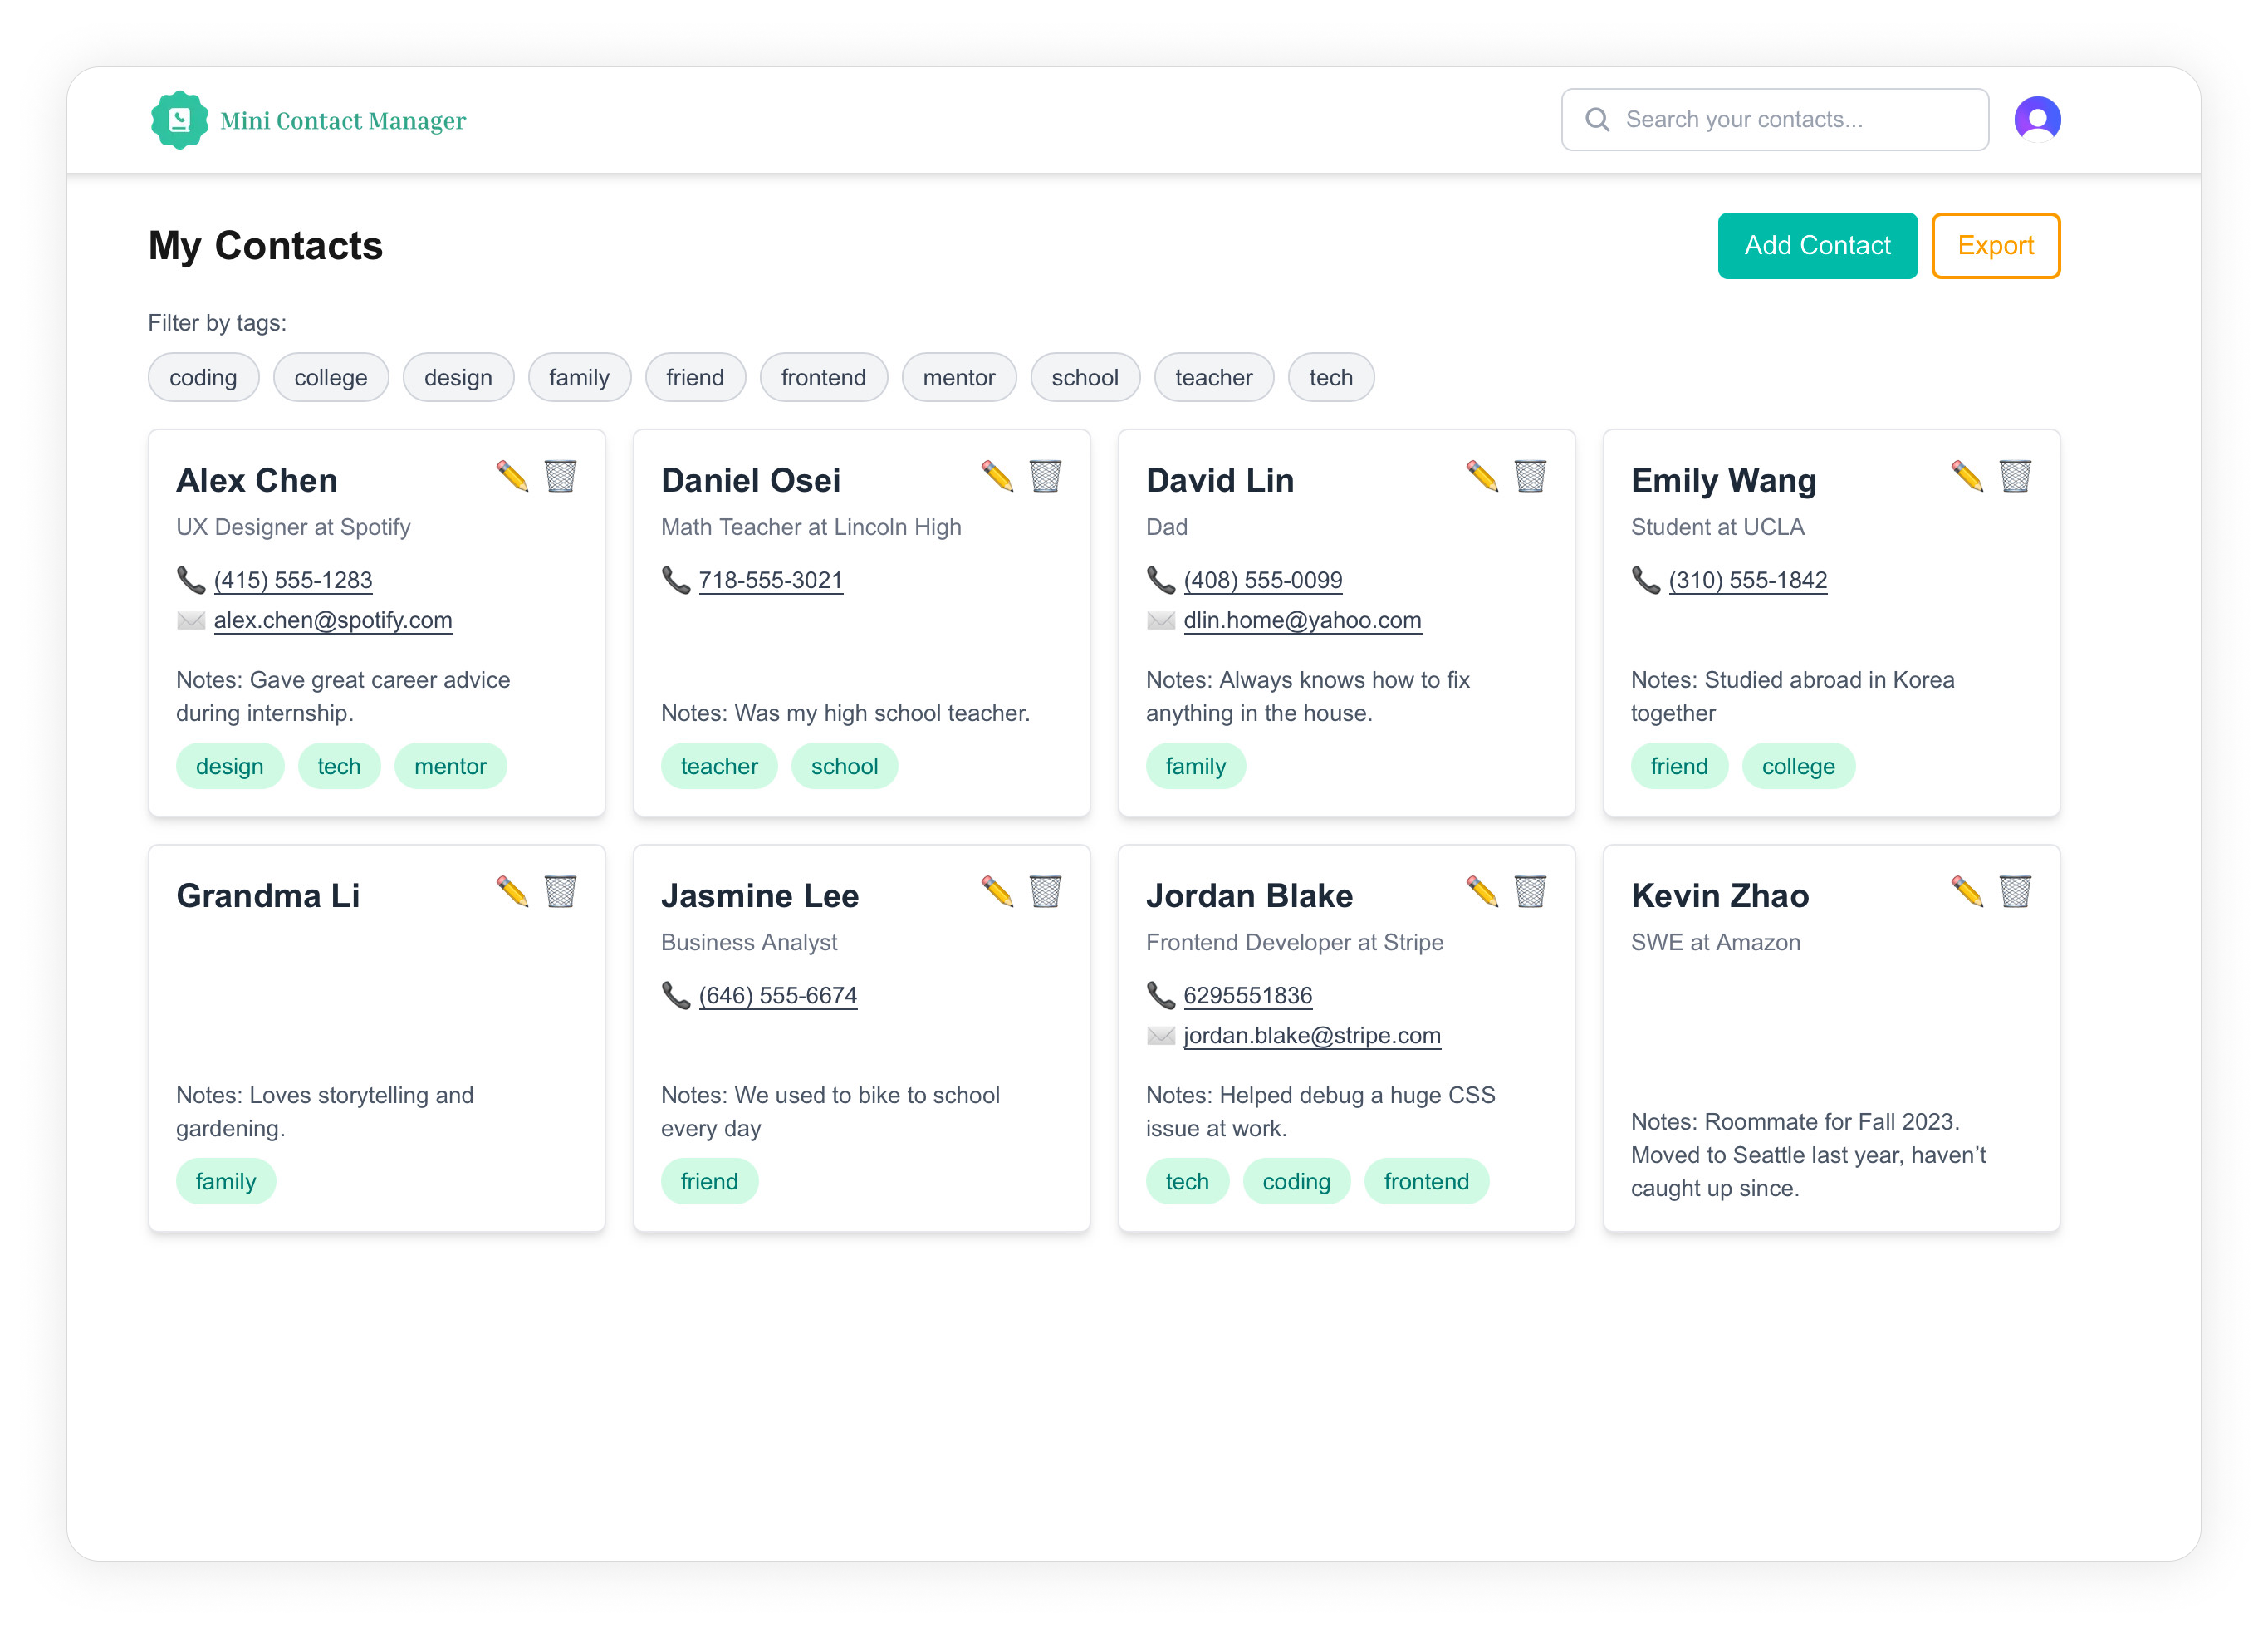 Mini Contact Manager
Search your contacts...
My Contacts
Add Contact
Export
Filter by tags:
coding
college
design
family
friend
frontend
mentor
school
teacher
tech
Alex Chen
UX Designer at Spotify
(415) 555-1283
alex.chen@spotify.com
Notes: Gave great career advice
during internship.
design
tech
mentor
Daniel Osei
Math Teacher at Lincoln High
718-555-3021
Notes: Was my high school teacher.
teacher
school
David Lin
Dad
(408) 555-0099
dlin.home@yahoo.com
Notes: Always knows how to fix
anything in the house.
family
Emily Wang
Student at UCLA
(310) 555-1842
Notes: Studied abroad in Korea
together
friend
college
Grandma Li
Notes: Loves storytelling and
gardening.
family
Jasmine Lee
Business Analyst
(646) 555-6674
Notes: We used to bike to school
every day
friend
Jordan Blake
Frontend Developer at Stripe
6295551836
jordan.blake@stripe.com
Notes: Helped debug a huge CSS
issue at work.
tech
coding
frontend
Kevin Zhao
SWE at Amazon
Notes: Roommate for Fall 2023.
Moved to Seattle last year, haven’t
caught up since.